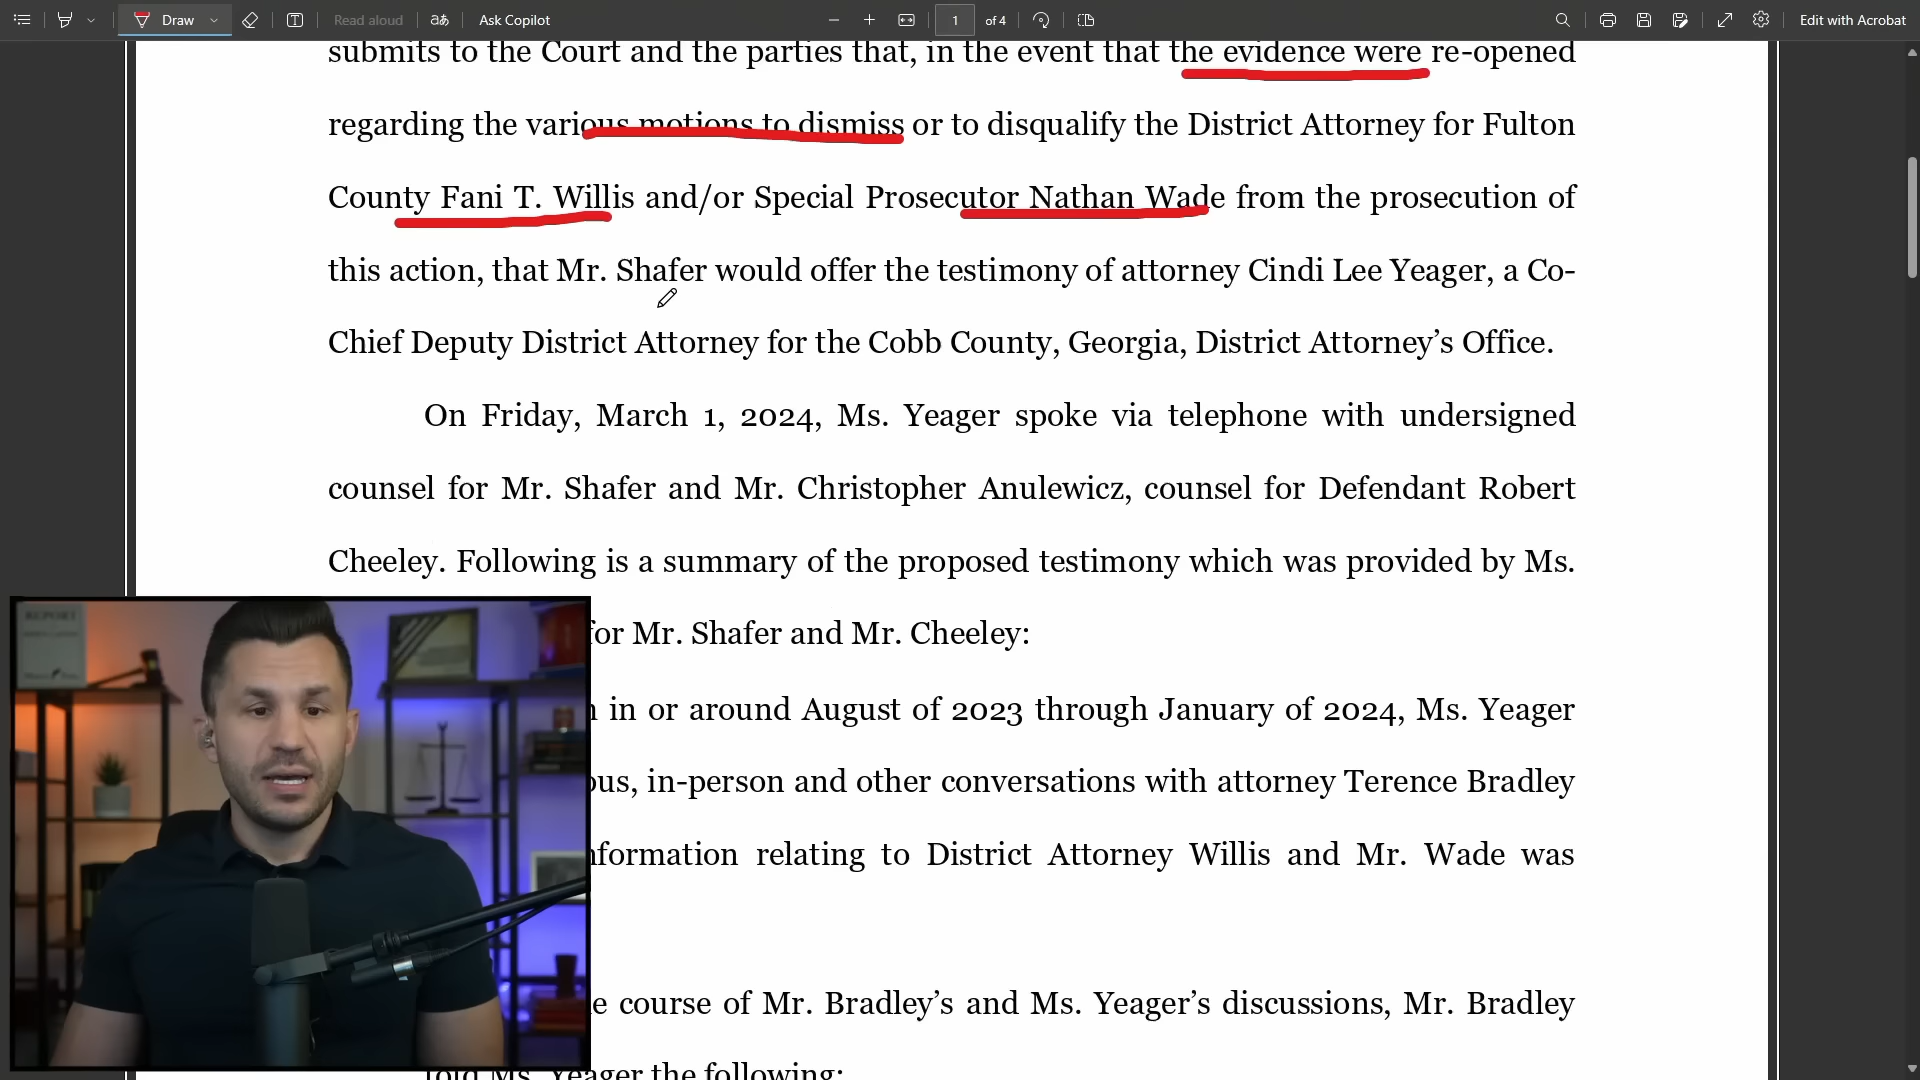 Draw
Read aloud
aあ
Ask Copilot
1
of 4
Edit with Acrobat
submits to the Court and the parties that, in the event that the evidence were re-opened
regarding the various motions to dismiss or to disqualify the District Attorney for Fulton
County Fani T. Willis and/or Special Prosecutor Nathan Wade from the prosecution of
this action, that Mr. Shafer would offer the testimony of attorney Cindi Lee Yeager, a Co-
Chief Deputy District Attorney for the Cobb County, Georgia, District Attorney’s Office.
On Friday, March 1, 2024, Ms. Yeager spoke via telephone with undersigned
counsel for Mr. Shafer and Mr. Christopher Anulewicz, counsel for Defendant Robert
Cheeley. Following is a summary of the proposed testimony which was provided by Ms.
for Mr. Shafer and Mr. Cheeley:
in or around August of 2023 through January of 2024, Ms. Yeager
in-person and other conversations with attorney Terence Bradley
relating to District Attorney Willis and Mr. Wade was
course of Mr. Bradley’s and Ms. Yeager’s discussions, Mr. Bradley
told Ms. Yeager the following:
REPORT